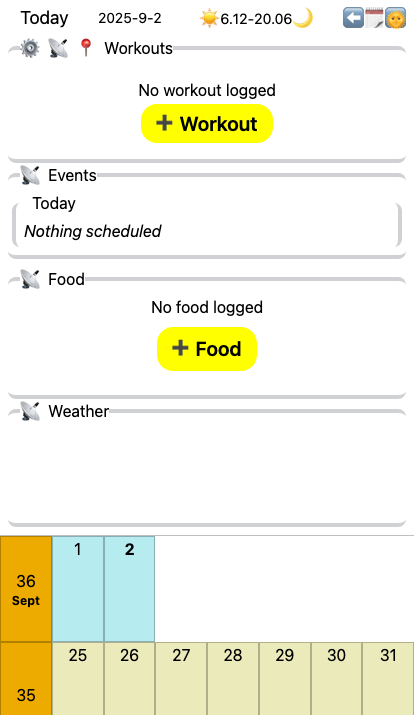 Today 2025-9-2 6.12-20.06
Workouts
No workout logged
+ Workout
Events
Today
Nothing scheduled
Food
No food logged
+ Food
Weather
1 2
36
Sept
25 26 27 28 29 30 31
35